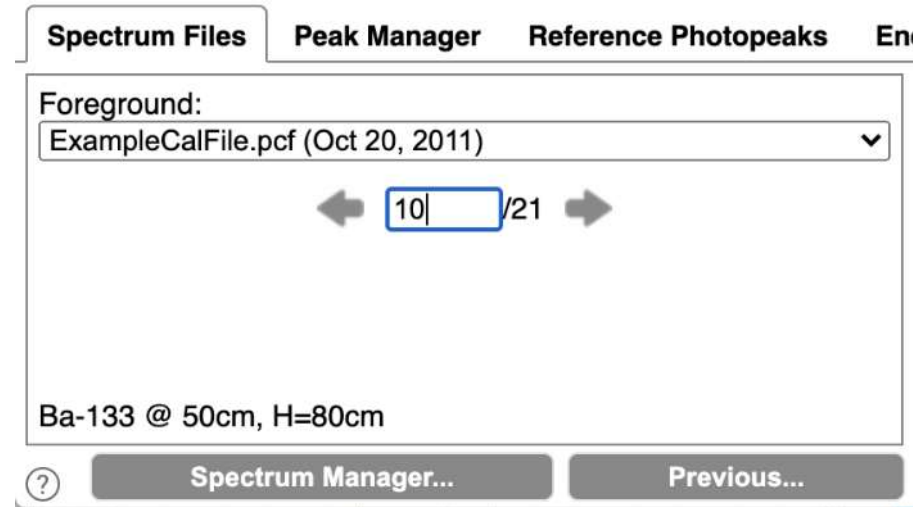 Spectrum Files Peak Manager Reference Photopeaks En
Foreground:
ExampleCalFile.pcf (Oct 20, 2011)
10 /21
Ba-133 @ 50cm, H=80cm
? Spectrum Manager... Previous...